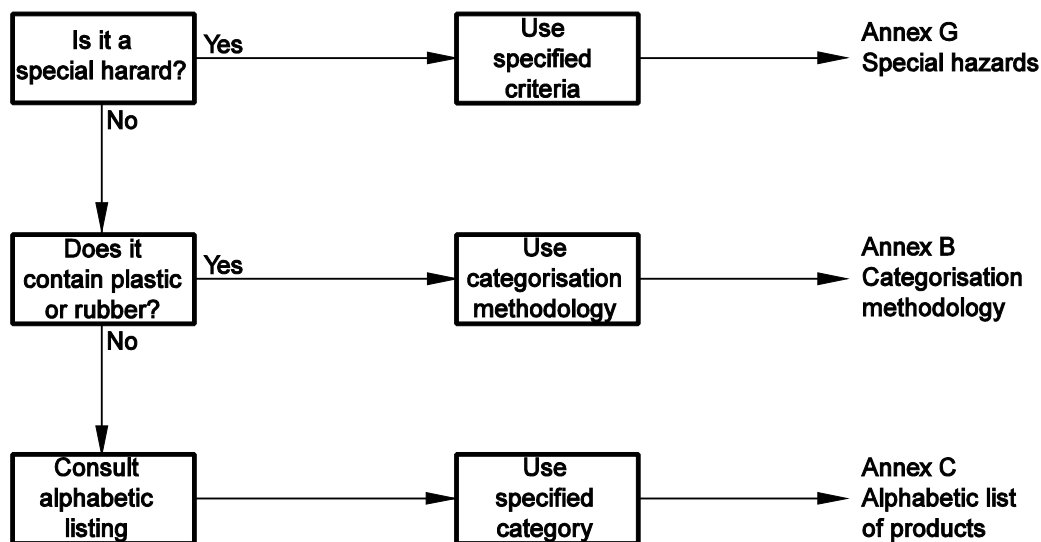 Is it a
special harard?
Yes
Use
specified
criteria
Annex G
Special hazards
No
Does it
contain plastic
or rubber?
Yes
Use
categorisation
methodology
Annex B
Categorisation
methodology
No
Consult
alphabetic
listing
Use
specified
category
Annex C
Alphabetic list
of products